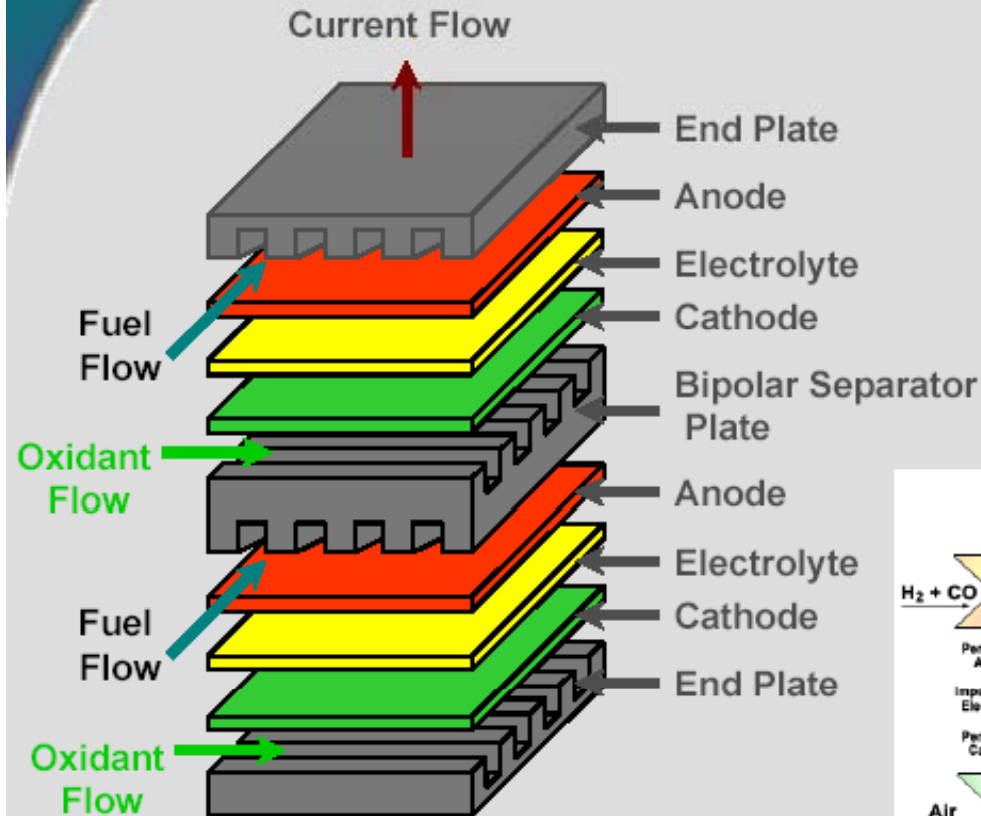 Current Flow
End Plate
Anode
Electrolyte
Cathode
Fuel
Flow
Bipolar Separator
Plate
Oxidant
Flow
Anode
Electrolyte
Cathode
Fuel
Flow
End Plate
Oxidant
Flow
H₂ + CO
Air